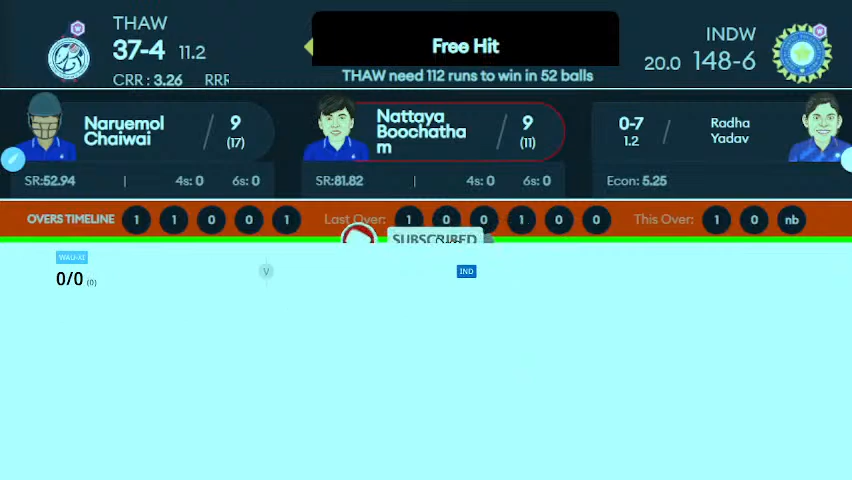 THAW
37-4 11.2
CRR : 3.26 RRR
Free Hit
THAW need 112 runs to win in 52 balls
INDW
20.0 148-6
Naruemol
Chaiwai
9
(17)
Nattaya
Boochatha
m
9
(11)
0-7
1.2
Radha
Yadav
SR:52.94 | 4s: 0 6s: 0
SR:81.82 | 4s: 0 6s: 0
Econ: 5.25
OVERS TIMELINE 1 1 0 0 1 Last Over: 1 0 0 1 0 0 This Over: 1 0 nb
SUBSCRIBED
0/0 (0)
V
IND